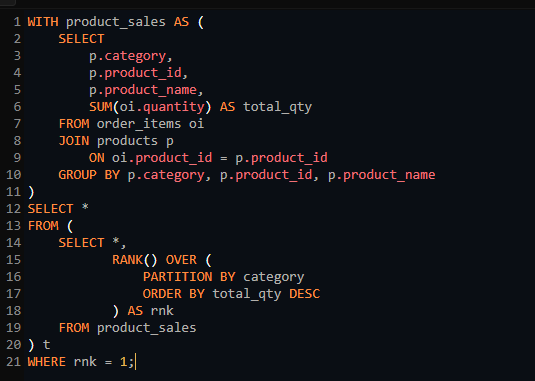 1 WITH product_sales AS (
2     SELECT
3         p.category,
4         p.product_id,
5         p.product_name,
6         SUM(oi.quantity) AS total_qty
7     FROM order_items oi
8     JOIN products p
9         ON oi.product_id = p.product_id
10     GROUP BY p.category, p.product_id, p.product_name
11 )
12 SELECT *
13 FROM (
14     SELECT *,
15            RANK() OVER (
16                PARTITION BY category
17                ORDER BY total_qty DESC
18            ) AS rnk
19     FROM product_sales
20 ) t
21 WHERE rnk = 1;